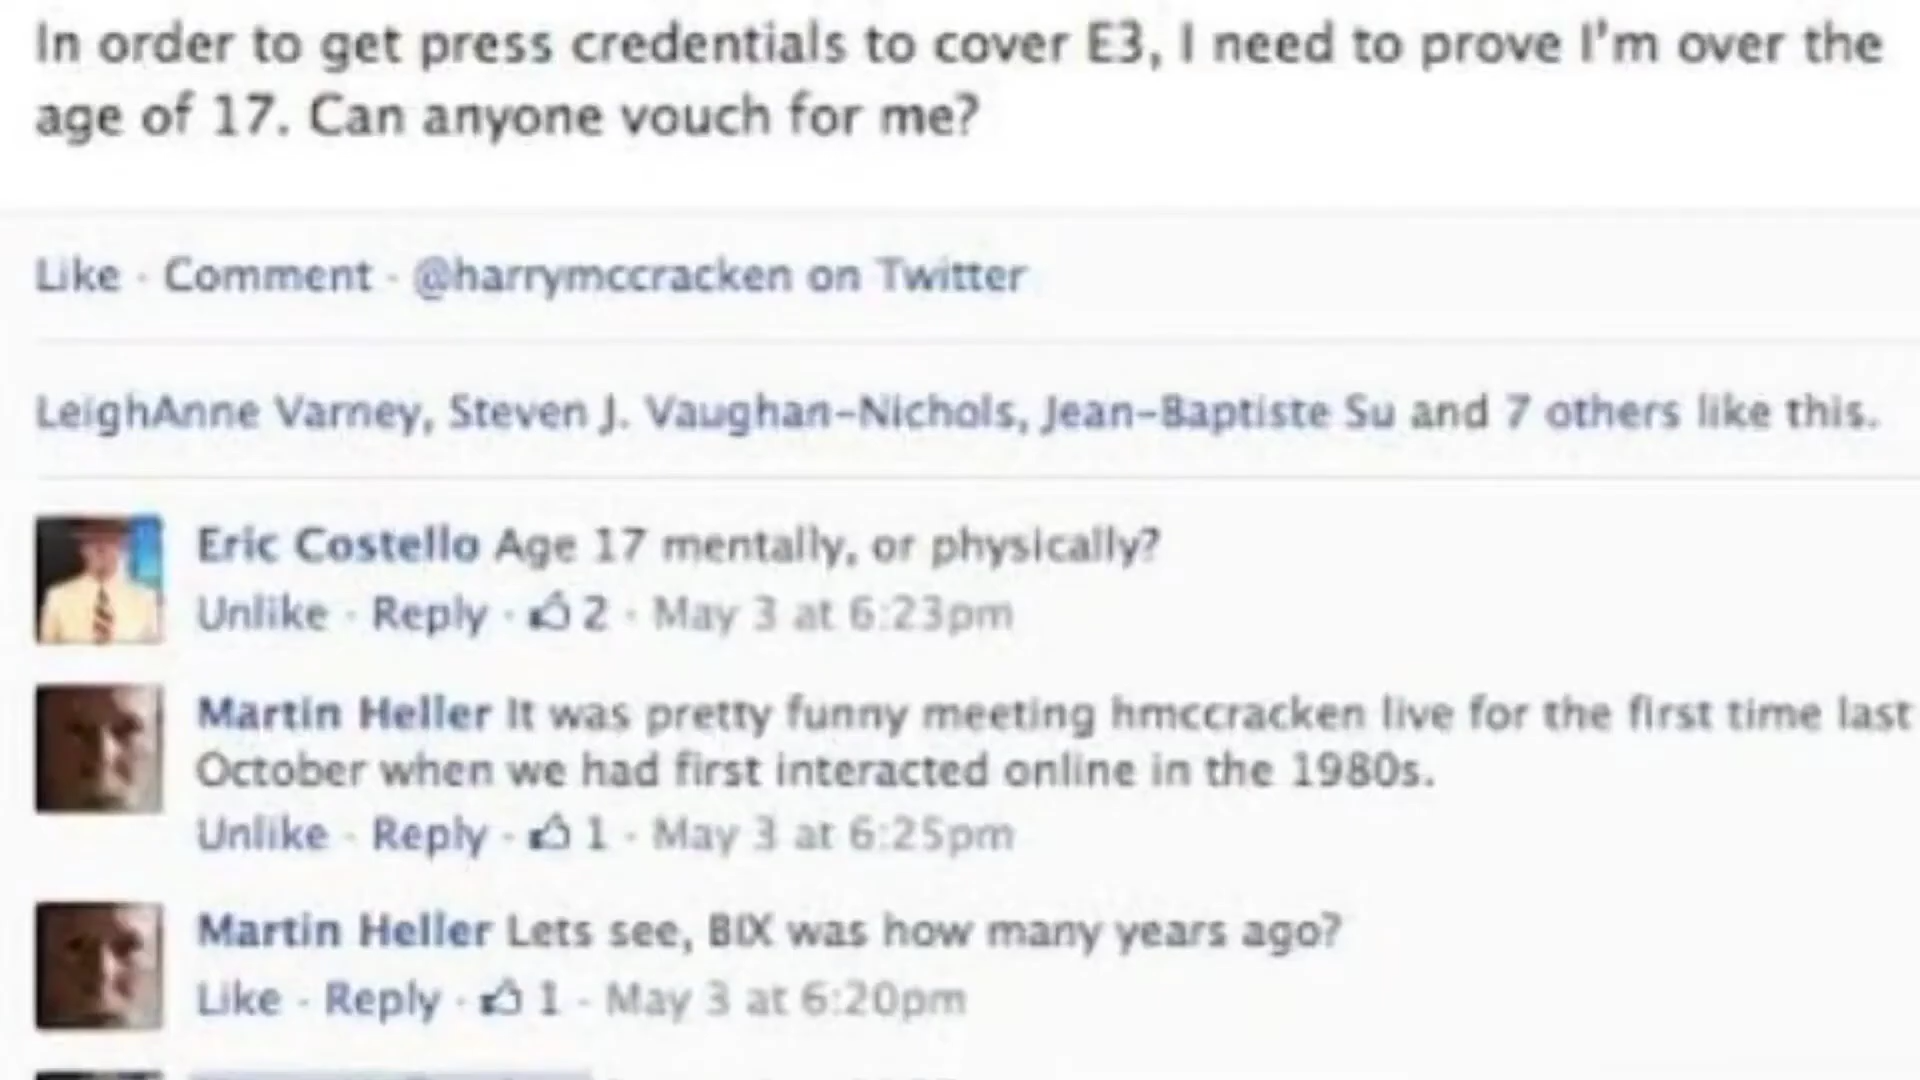 In order to get press credentials to cover E3, I need to prove I'm over the
age of 17. Can anyone vouch for me?
Like · Comment · @harrymccracken on Twitter
LeighAnne Varney, Steven J. Vaughan-Nichols, Jean-Baptiste Su and 7 others like this.
Eric Costello Age 17 mentally, or physically?
Unlike · Reply · 2 · May 3 at 6:23pm
Martin Heller It was pretty funny meeting hmccracken live for the first time last
October when we had first interacted online in the 1980s.
Unlike · Reply · 1 · May 3 at 6:25pm
Martin Heller Lets see, BIX was how many years ago?
Like · Reply · 1 · May 3 at 6:20pm